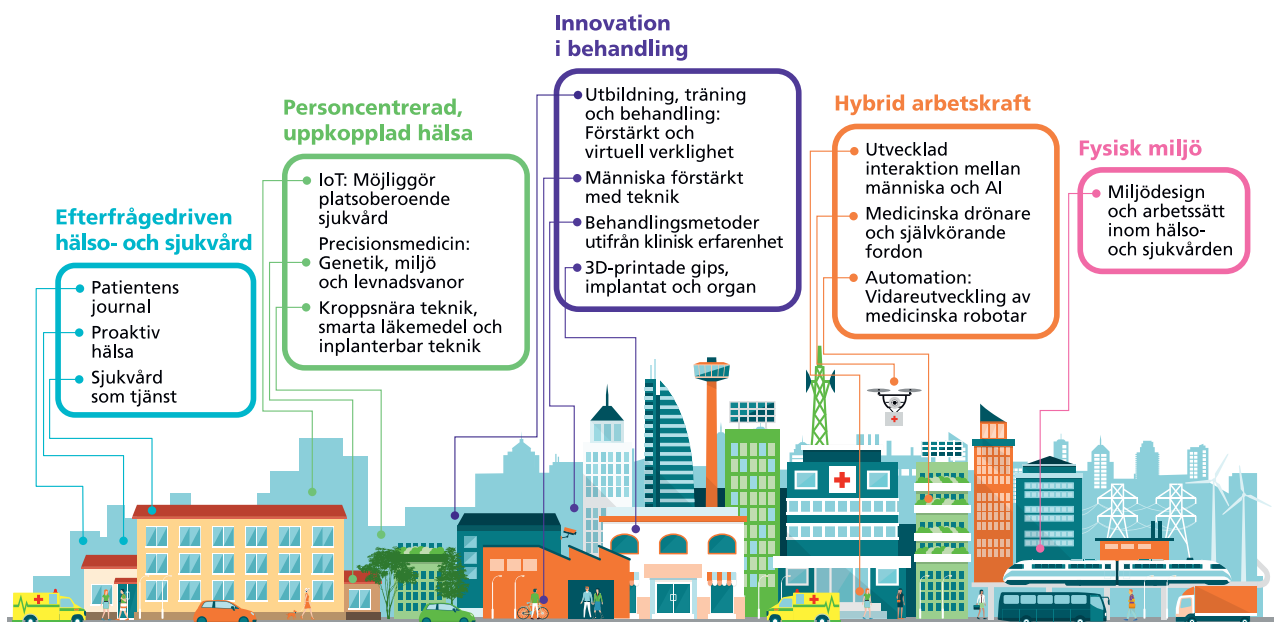 Efterfrågedriven
hälso- och sjukvård
Patientens
journal
Proaktiv
hälsa
Sjukvård
som tjänst
Personcentrerad,
uppkopplad hälsa
IoT: Möjliggör
platsoberoende
sjukvård
Precisionsmedicin:
Genetik, miljö
och levnadsvanor
Kroppsnära teknik,
smarta läkemedel och
inplanterbar teknik
Innovation
i behandling
Utbildning, träning
och behandling:
Förstärkt och
virtuell verklighet
Människa förstärkt
med teknik
Behandlingsmetoder
utifrån klinisk erfarenhet
3D-printade gips,
implantat och organ
Hybrid arbetskraft
Utvecklad
interaktion mellan
människa och AI
Medicinska drönare
och självkörande
fordon
Automation:
Vidareutveckling av
medicinska robotar
Fysisk miljö
Miljödesign
och arbetssätt
inom hälso-
och sjukvården